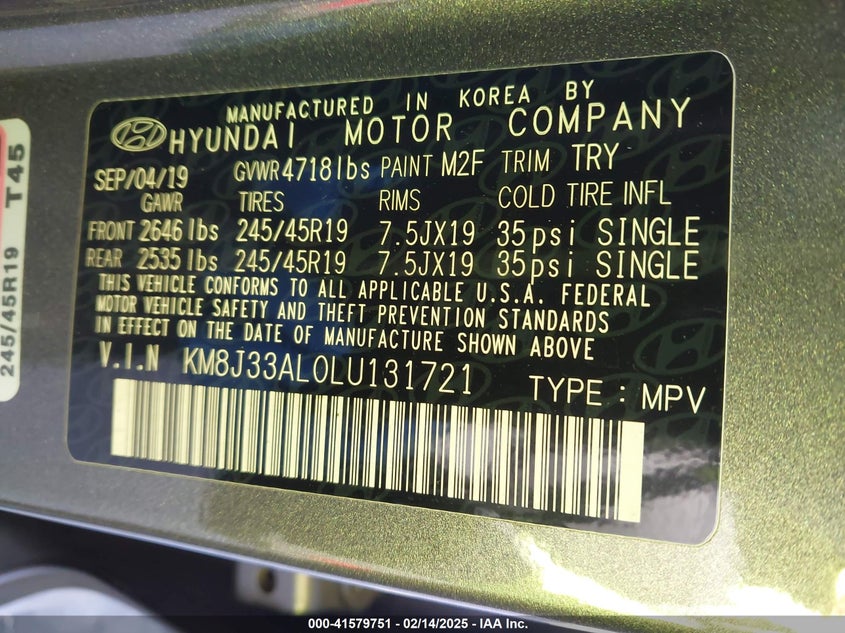 MANUFACTURED IN KOREA BY
HYUNDAI MOTOR COMPANY
SEP/04/19 GVWR 4718lbs PAINT M2F TRIM TRY
GAWR TIRES RIMS COLD TIRE INFL
FRONT 2646 lbs 245/45R19 7.5JX19 35psi SINGLE
REAR 2535 lbs 245/45R19 7.5JX19 35psi SINGLE
THIS VEHICLE CONFORMS TO ALL APPLICABLE U.S.A. FEDERAL
MOTOR VEHICLE SAFETY AND THEFT PREVENTION STANDARDS
IN EFFECT ON THE DATE OF MANUFACTURE SHOWN ABOVE
V.I.N KM8J33AL0LU131721 TYPE : MPV
245/45R19 T45
000-41579751 — 02/14/2025 — IAA Inc.